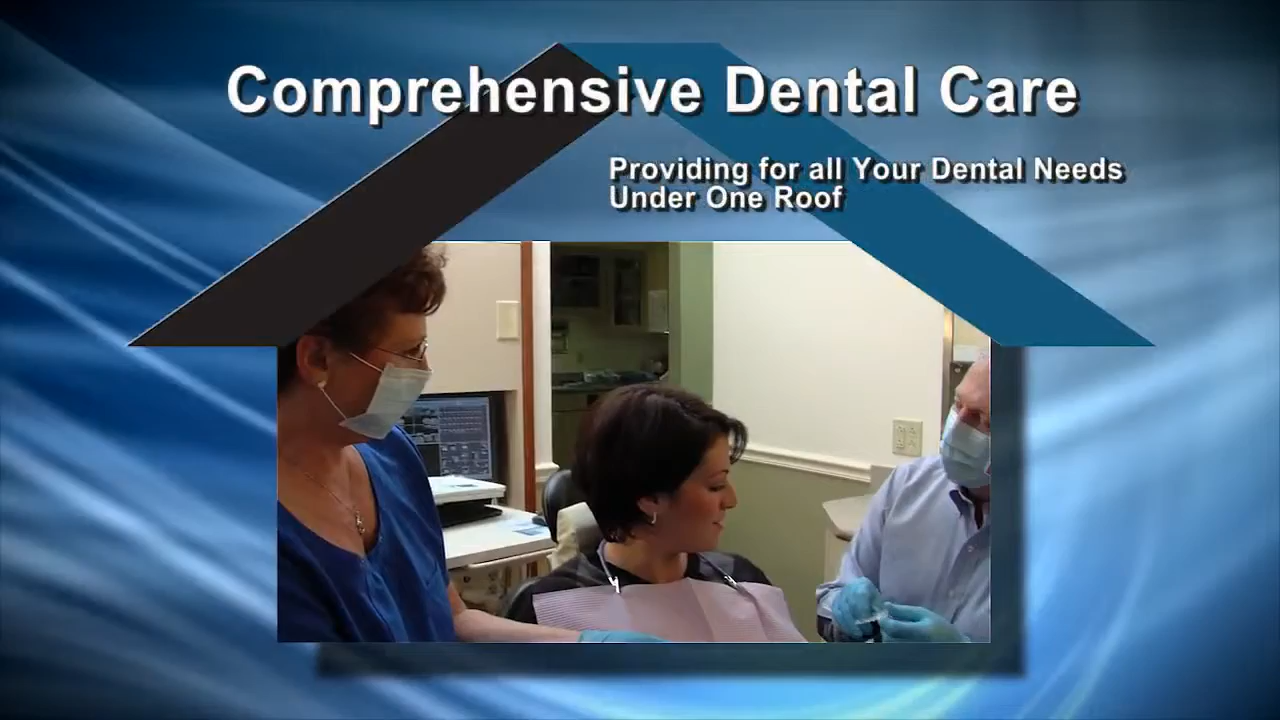 Comprehensive Dental Care
Providing for all Your Dental Needs
Under One Roof